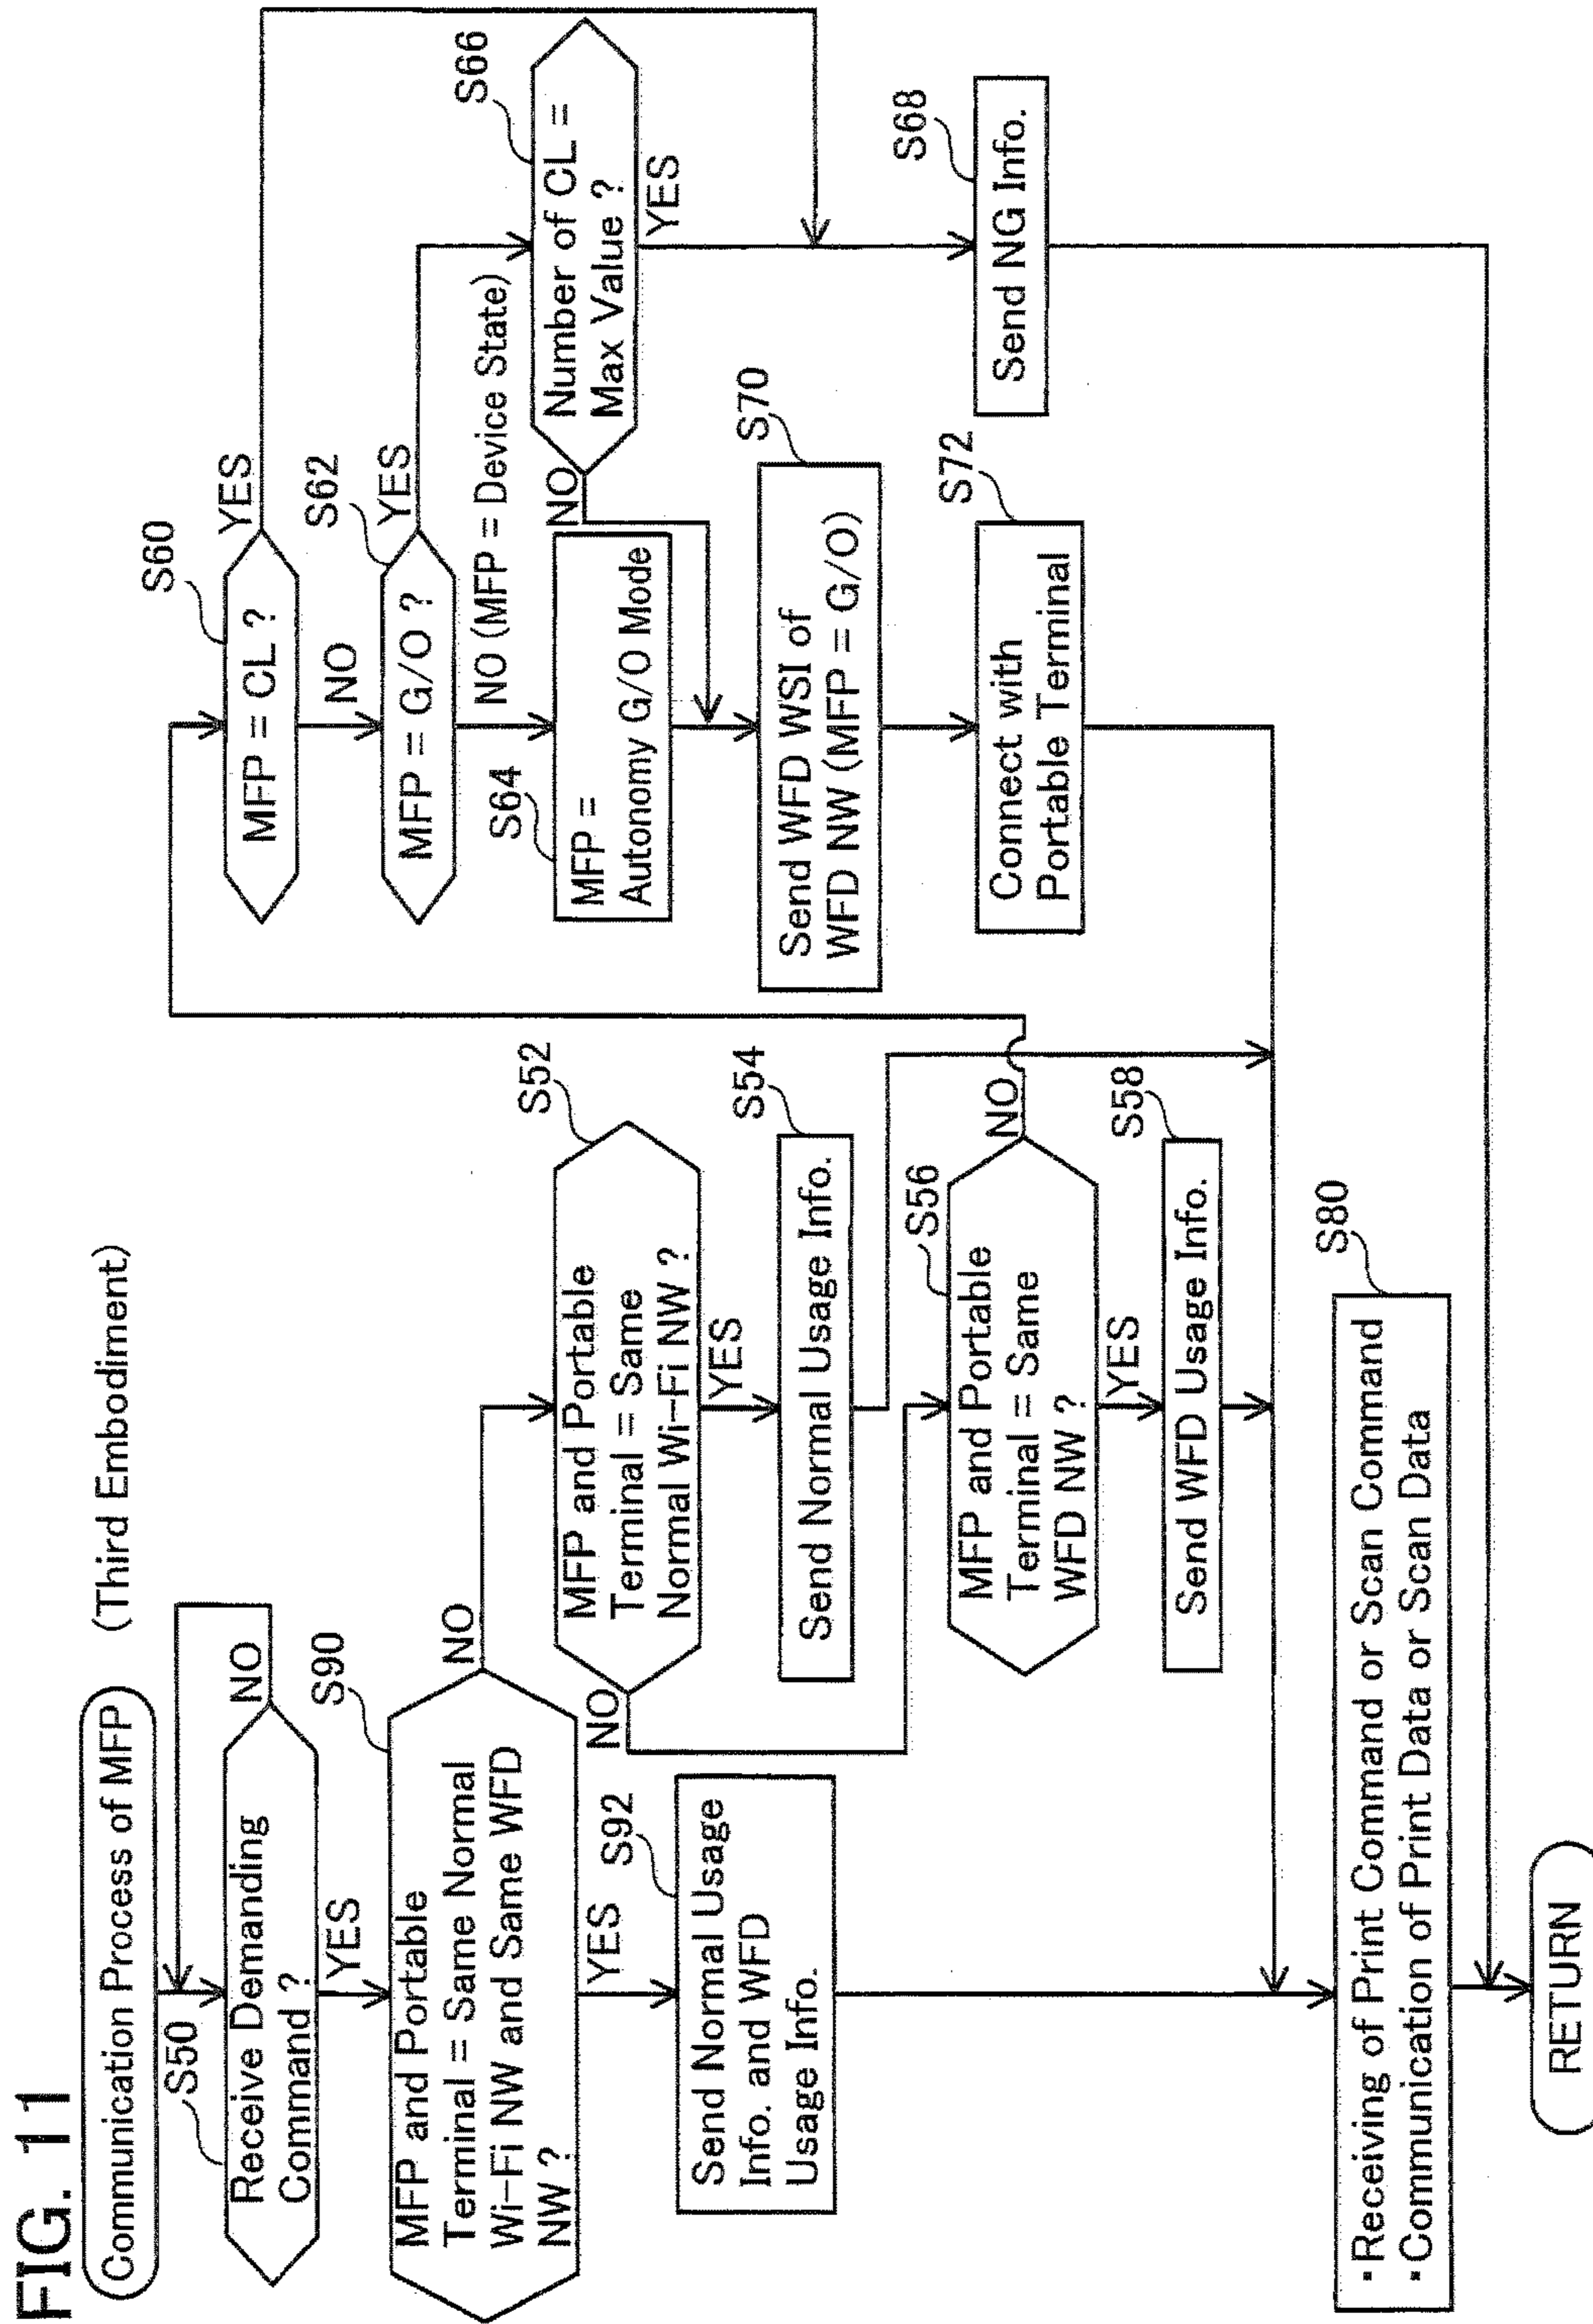 FIG. 11
Communication Process of MFP
(Third Embodiment)
S50
Receive Demanding
Command ?
NO
YES
S90
MFP and Portable
Terminal = Same Normal
Wi-Fi NW and Same WFD
NW ?
NO
YES
S92
Send Normal Usage
Info. and WFD
Usage Info.
S52
MFP and Portable
Terminal = Same
Normal Wi-Fi NW ?
NO
YES
S54
Send Normal Usage Info.
S56
MFP and Portable
Terminal = Same
WFD NW ?
NO
YES
S58
Send WFD Usage Info.
S60
MFP = CL ?
YES
NO
S62
MFP = G/O ?
YES
NO (MFP = Device State)
S64
MFP =
Autonomy G/O Mode
S66
Number of CL =
Max Value ?
NO
YES
S70
Send WFD WSI of
WFD NW (MFP = G/O)
S68
Send NG Info.
S72
Connect with
Portable Terminal
S80
•Receiving of Print Command or Scan Command
•Communication of Print Data or Scan Data
RETURN